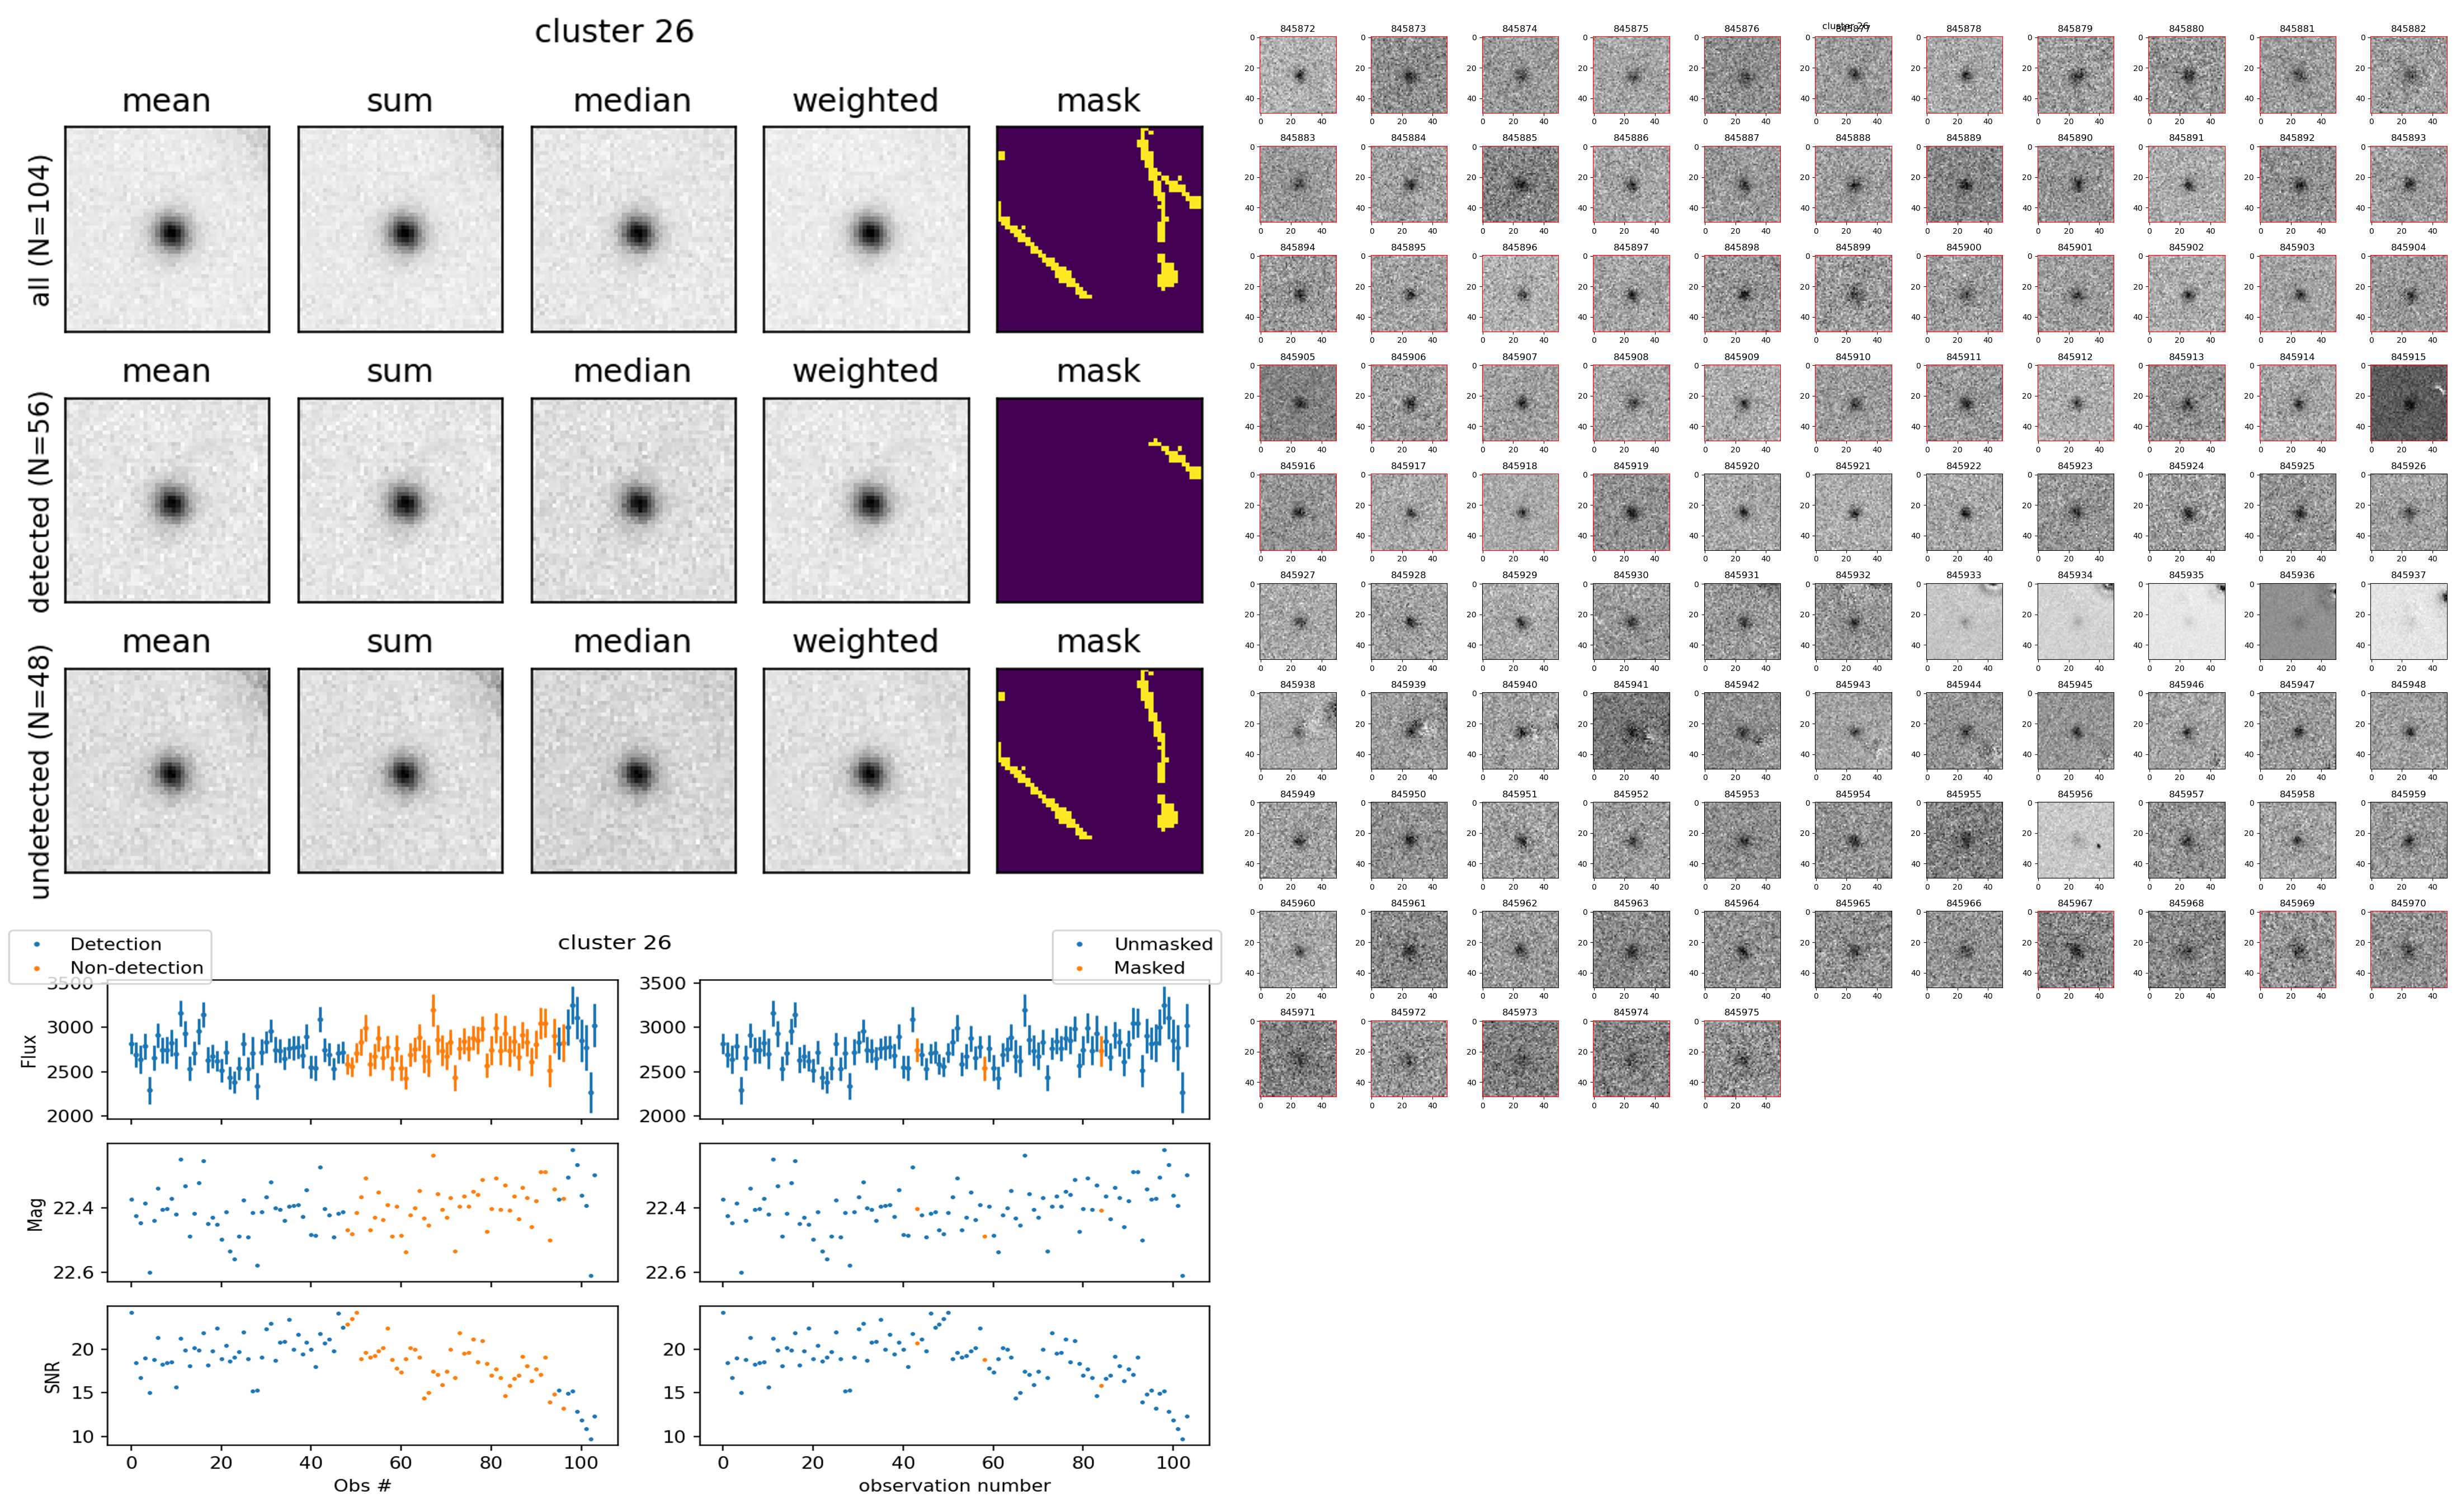 cluster 26
mean sum median weighted mask
all (N=104)
mean sum median weighted mask
detected (N=56)
mean sum median weighted mask
undetected (N=48)
cluster 26
Detection
Non-detection
Unmasked
Masked
3500
3000
2500
2000
Flux
3500
3000
2500
2000
22.4
22.6
Mag
22.4
22.6
20
15
10
SNR
0 20 40 60 80 100
Obs #
20
15
10
0 20 40 60 80 100
observation number
cluster 26
845872 845873 845874 845875 845876 845877 845878 845879 845880 845881 845882
845883 845884 845885 845886 845887 845888 845889 845890 845891 845892 845893
845894 845895 845896 845897 845898 845899 845900 845901 845902 845903 845904
845905 845906 845907 845908 845909 845910 845911 845912 845913 845914 845915
845916 845917 845918 845919 845920 845921 845922 845923 845924 845925 845926
845927 845928 845929 845930 845931 845932 845933 845934 845935 845936 845937
845938 845939 845940 845941 845942 845943 845944 845945 845946 845947 845948
845949 845950 845951 845952 845953 845954 845955 845956 845957 845958 845959
845960 845961 845962 845963 845964 845965 845966 845967 845968 845969 845970
845971 845972 845973 845974 845975